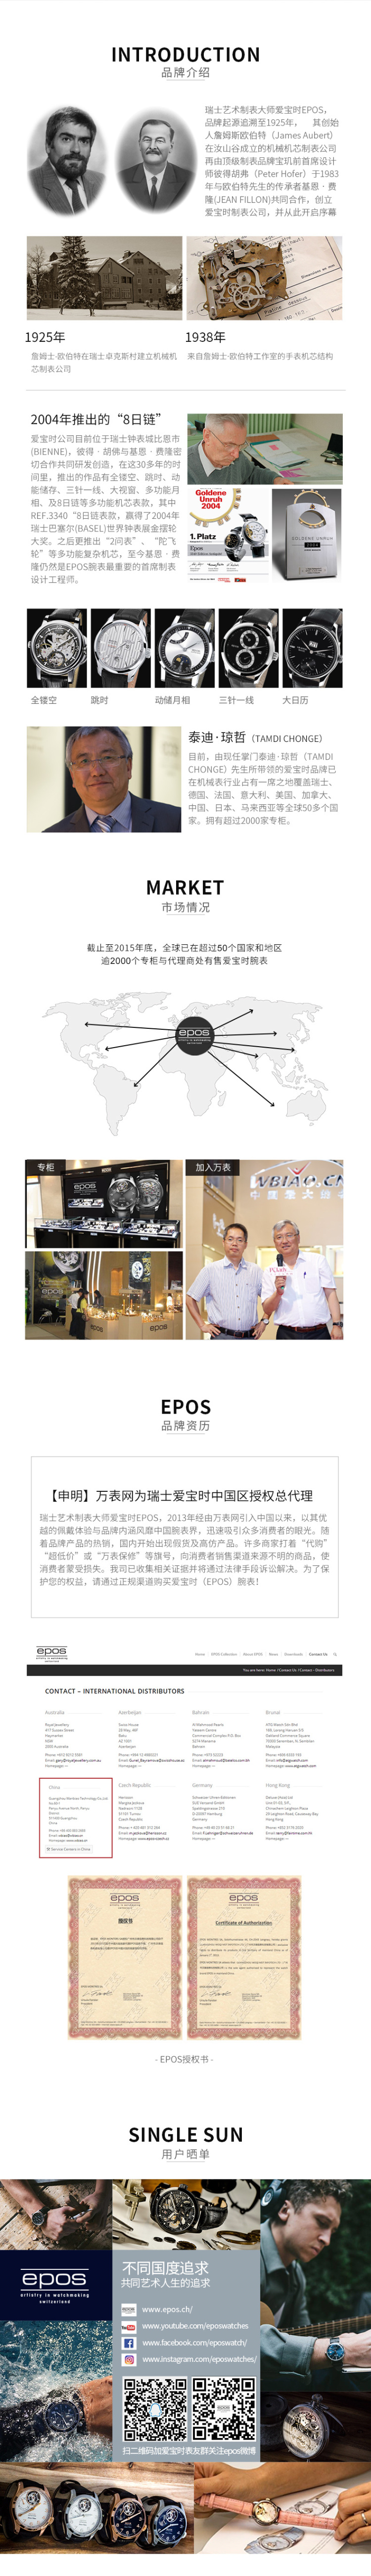 INTRODUCTION
品牌介绍
瑞士艺术制表大师爱宝时EPOS，
品牌起源追溯至1925年， 其创始
人詹姆斯欧伯特（James Aubert）
在汝山谷成立的机械机芯制表公司
再由顶级制表品牌宝玑前首席设计
师彼得胡弗（Peter Hofer）于1983
年与欧伯特先生的传承者基恩·费
隆(JEAN FILLON)共同合作，创立
爱宝时制表公司，并从此开启序幕
1925年
詹姆士·欧伯特在瑞士卓克斯村建立机械机
芯制表公司
1938年
来自詹姆士·欧伯特工作室的手表机芯结构
2004年推出的“8日链”
爱宝时公司目前位于瑞士钟表城比恩市
(BIENNE)，彼得·胡佛与基恩·费隆密
切合作共同研发创造，在这30多年的时
间里，推出的作品有全镂空、跳时、动
能储存、三针一线、大视窗、多功能月
相、及8日链等多功能机芯表款，其中
REF.3340“8日链表款，赢得了2004年
瑞士巴塞尔(BASEL)世界钟表展金摆轮
大奖。之后更推出“2问表”、“陀飞
轮”等多功能复杂机芯，至今基恩·费
隆仍然是EPOS腕表最重要的首席制表
设计工程师。
Goldene
Unruh
2004
1. Platz
Epos
GOLDENE UNRUH
2004
全镂空
跳时
动储月相
三针一线
大日历
泰迪·琼哲（TAMDI CHONGE）
目前，由现任掌门泰迪·琼哲（TAMDI
CHONGE) 先生所带领的爱宝时品牌已
在机械表行业占有一席之地覆盖瑞士、
德国、法国、意大利、美国、加拿大、
中国、日本、马来西亚等全球50多个国
家。拥有超过2000家专柜。
MARKET
市场情况
截止至2015年底，全球已在超过50个国家和地区
逾2000个专柜与代理商处有售爱宝时腕表
epos
专柜
epos
epos
加入万表
WBIAO.CN
EPOS
品牌资历
【申明】万表网为瑞士爱宝时中国区授权总代理
瑞士艺术制表大师爱宝时EPOS，2013年经由万表网引入中国以来，以其优
越的佩戴体验与品牌内涵风靡中国腕表界，迅速吸引众多消费者的眼光。随
着品牌产品的热销，国内开始出现假货及高仿产品。许多商家打着“代购”
“超低价”或“万表保修”等旗号，向消费者销售渠道来源不明的商品，使
消费者蒙受损失。我司已收集相关证据并将通过法律手段诉讼解决。为了保
护您的权益，请通过正规渠道购买爱宝时（EPOS）腕表！
epos
Home EPOS Collection About EPOS News Downloads Contact Us
You are here: Home / Contact Us / Contact - Distributors
CONTACT – INTERNATIONAL DISTRIBUTORS
Australia
Azerbaijan
Bahrain
Brunei
China
Czech Republic
Germany
Hong Kong
Service Centers in China
epos
授权书
epos
Certificate of Authorization
- EPOS授权书 -
SINGLE SUN
用户晒单
epos
artistry in watchmaking
switzerland
不同国度追求
共同艺术人生的追求
www.epos.ch/
www.youtube.com/eposwatches
www.facebook.com/eposwatch/
www.instagram.com/eposwatches/
扫二维码加爱宝时表友群
关注epos微博